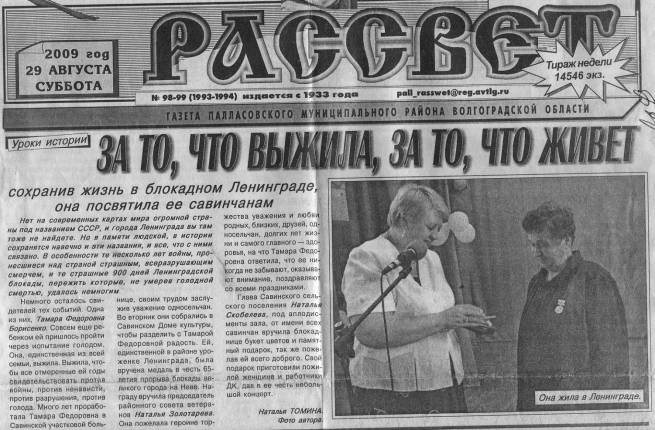 2009 год
29 АВГУСТА
СУББОТА
РАССВЕТ
Тираж недели
14546 экз.
№ 98-99 (1993-1994) издается с 1933 года
pall_rasswet@reg.avtlg.ru
ГАЗЕТА ПАЛЛАСОВСКОГО МУНИЦИПАЛЬНОГО РАЙОНА ВОЛГОГРАДСКОЙ ОБЛАСТИ
Уроки истории
ЗА ТО, ЧТО ВЫЖИЛА, ЗА ТО, ЧТО ЖИВЕТ
сохранив жизнь в блокадном Ленинграде,
она посвятила ее савинчанам
Нет на современных картах мира огромной стра-
ны под названием СССР, и города Ленинграда вы там
тоже не найдете. Но в памяти людской, в истории
сохранятся навечно и эти названия, и все, что с ними
связано. В особенности те несколько лет войны, про-
несшиеся над страной страшным, всеразрушающим
смерчем, и те страшные 900 дней Ленинградской
блокады, пережить которые, не умерев голодной
смертью, удалось немногим
Немного осталось сви-
детелей тех событий. Одна
из них, Тамара Федоровна
Борисенко. Совсем еще ре-
бенком ей пришлось пройти
через испытание голодом.
Она, единственная из всей
семьи, выжила. Выжила, что-
бы все отмеренные ей годы
свидетельствовать против
войны, против ненависти,
против разрушения, против
голода. Много лет прорабо-
тала Тамара Федоровна в
Савинской участковой боль-
нице, своим трудом заслу-
жив уважение односельчан.
Во вторник они собрались в
Савинском Доме культуры,
чтобы разделить с Тамарой
Федоровной радость. Ей,
единственной в районе уро-
женке Ленинграда, была
вручена медаль в честь 65-
летия прорыва блокады ве-
ликого города на Неве. На-
граду вручила председатель
районного совета ветера-
нов Наталья Золотарева.
Она пожелала героине тор-
жества уважения и любви
родных, близких, друзей, од-
носельчан, долгих лет жиз-
ни и самого главного — здо-
ровья, на что Тамара Федо-
ровна ответила, что ее ни-
когда не забывают, оказыва-
ют внимание, поздравляют
со всеми праздниками.
Глава Савинского сельс-
кого поселения Наталья
Скобелева, под аплодис-
менты зала, от имени всех
савинчан вручила блокад-
нице букет цветов и памят-
ный подарок, так же поже-
лав ей всего доброго. Свой
подарок приготовили пожи-
лой женщине и работники
ДК, дав в ее честь неболь-
шой концерт.
Наталья ТОМИНА.
Фото автора.
Она жила в Ленинграде.